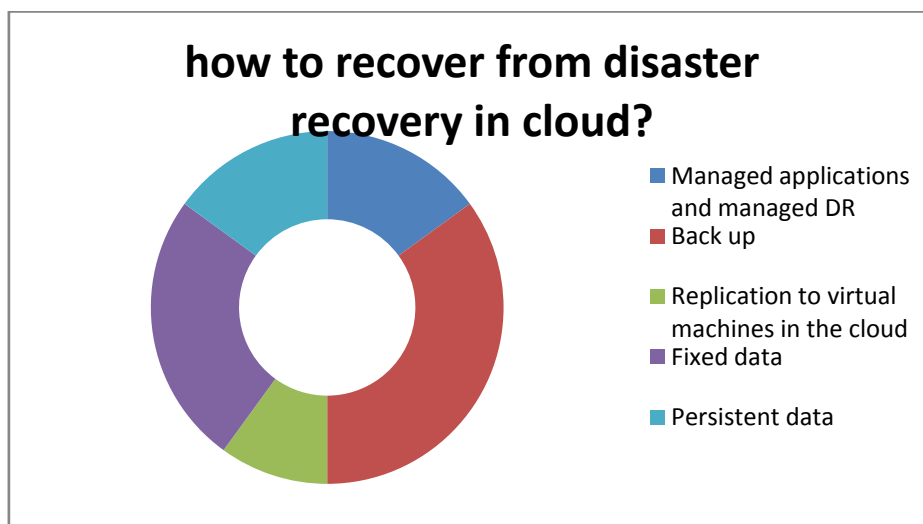 how to recover from disaster
recovery in cloud?
Managed applications
and managed DR
Back up
Replication to virtual
machines in the cloud
Fixed data
Persistent data